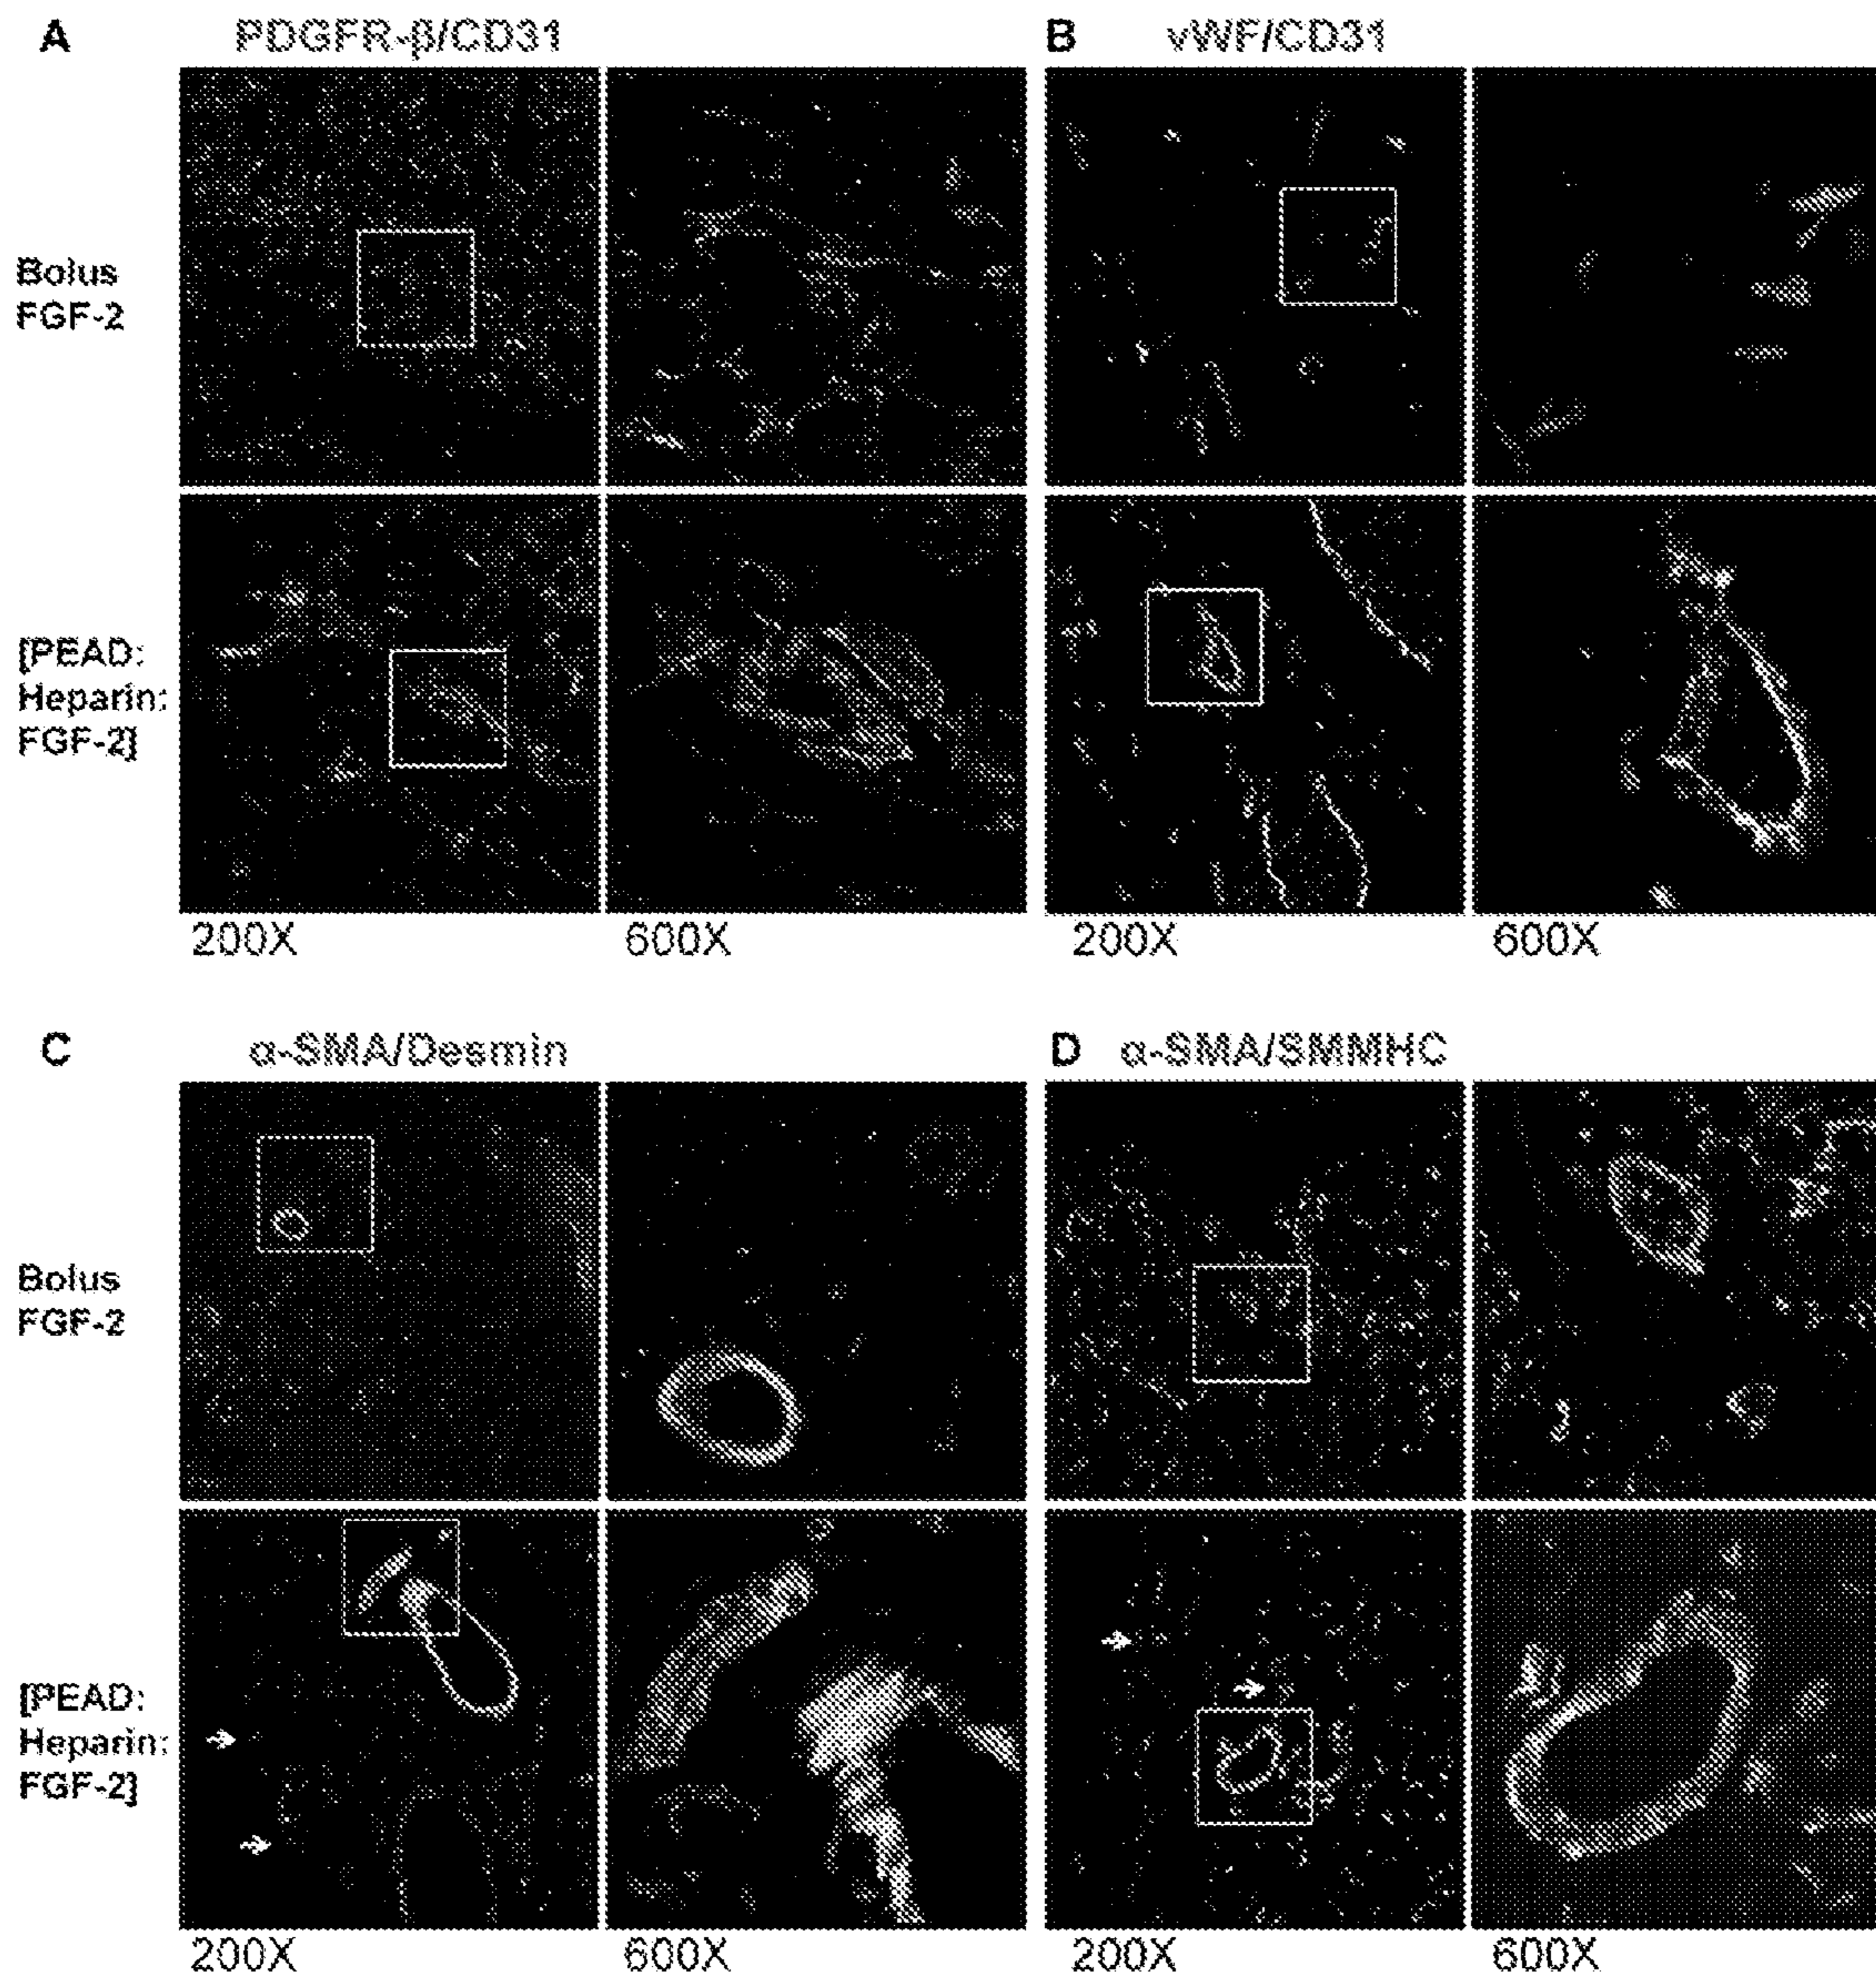 A PDGFR-β/CD31
B vWF/CD31
Bolus
FGF-2
[PEAD:
Heparin:
FGF-2]
200X 600X 200X 600X
C α-SMA/Desmin
D α-SMA/SMMHC
Bolus
FGF-2
[PEAD:
Heparin:
FGF-2]
200X 600X 200X 600X